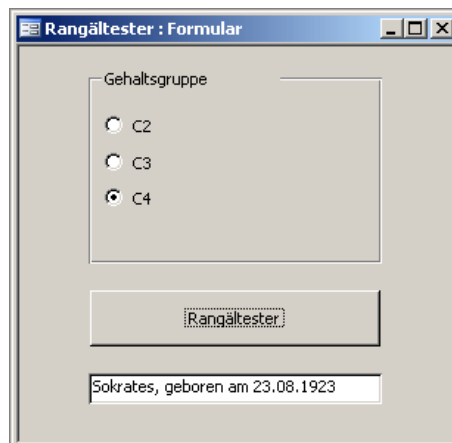 Rangältester : Formular
Gehaltsgruppe
C2
C3
C4
Rangältester
Sokrates, geboren am 23.08.1923